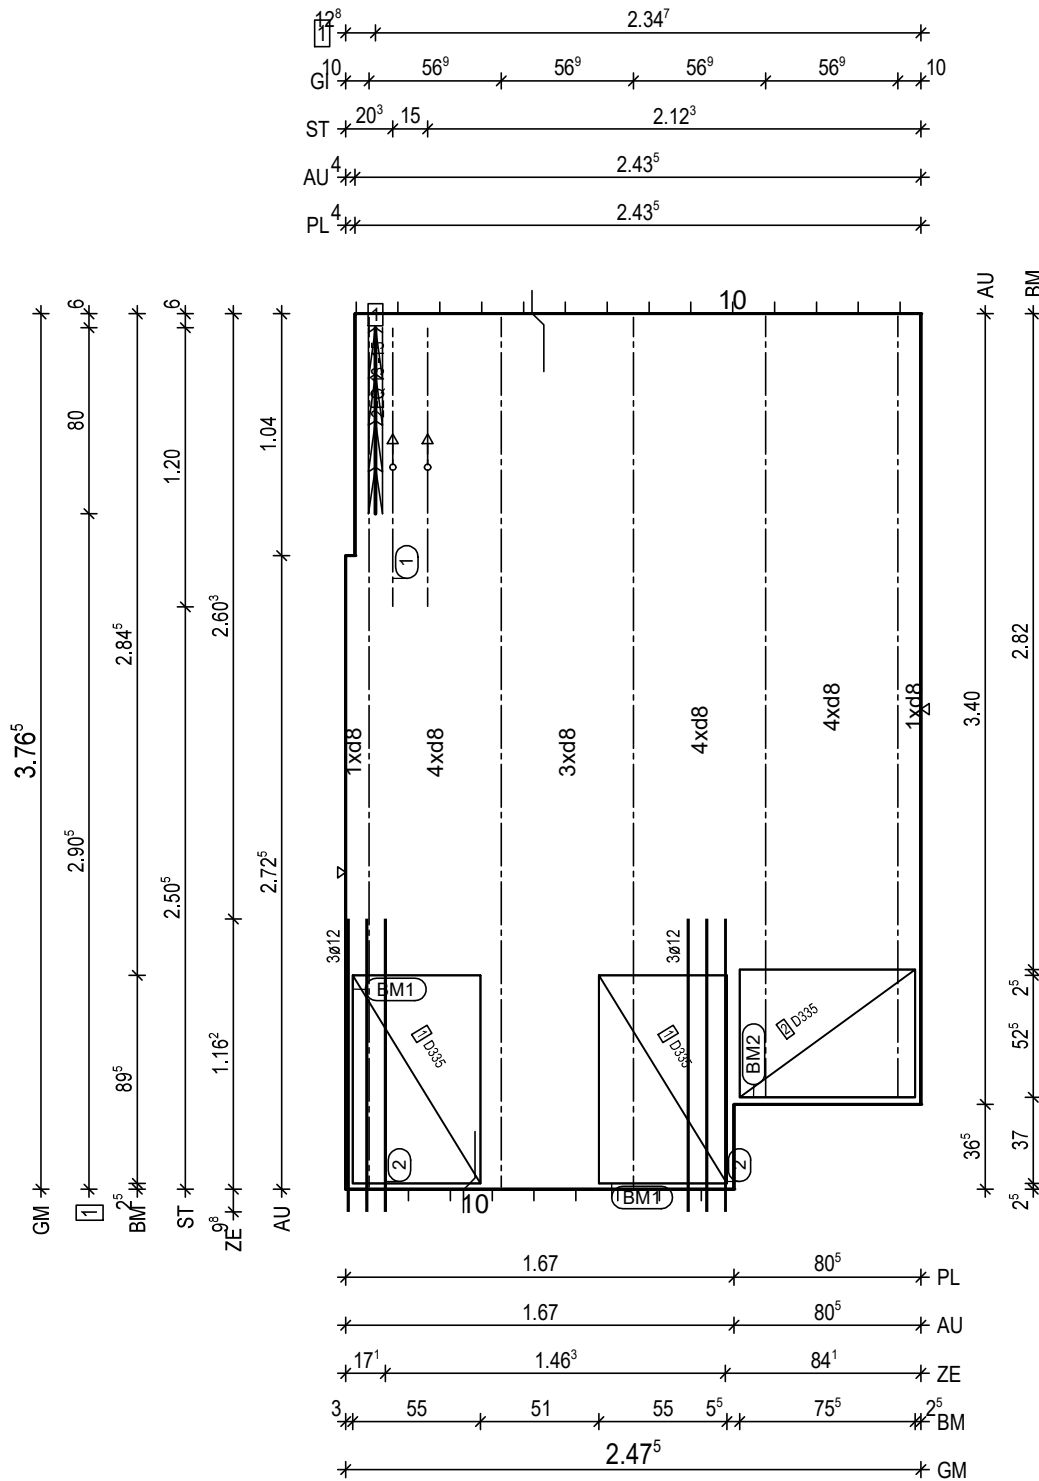 1 12⁸ 2.34⁷
GI 10 56⁹ 56⁹ 56⁹ 56⁹ 10
ST 20³ 15 2.12³
AU 4 2.43⁵
PL 4 2.43⁵
GM 3.76⁵
1 6 80 2.90⁵
BM 2.84⁵ 89⁵ 2⁵
ST 6 1.20 2.50⁵
ZE 2.60³ 1.16² 9⁸
AU 1.04 2.72⁵
1
10
1
1xd8
4xd8
3xd8
4xd8
4xd8
1xd8
3ø12
3ø12
BM1
1 D335
1 D335
2 D335
BM2
2
2
BM1
10
AU 3.40 36⁵
BM 2.82 2⁵ 52⁵ 37 2⁵
1.67 80⁵ PL
1.67 80⁵ AU
17¹ 1.46³ 84¹ ZE
3 55 51 55 5⁵ 75⁵ 2⁵ BM
2.47⁵ GM